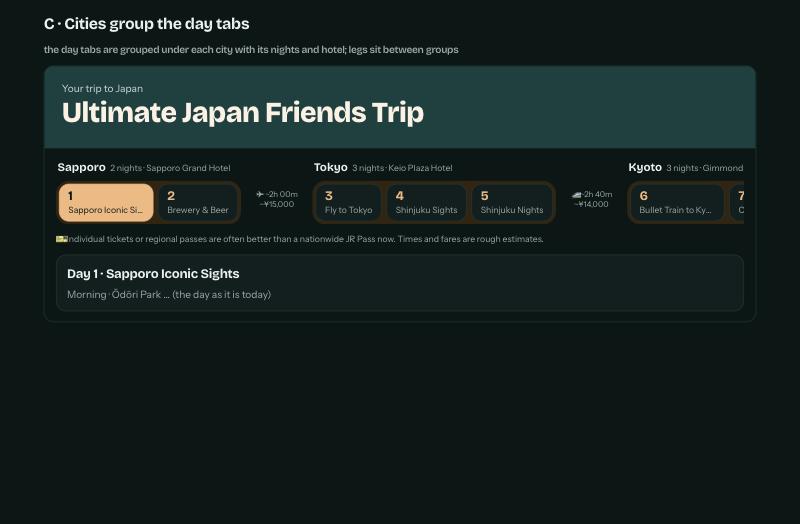 C · Cities group the day tabs
the day tabs are grouped under each city with its nights and hotel; legs sit between groups
Your trip to Japan
Ultimate Japan Friends Trip
Sapporo 2 nights · Sapporo Grand Hotel
Tokyo 3 nights · Keio Plaza Hotel
Kyoto 3 nights · Gimmond
1
Sapporo Iconic Si...
2
Brewery & Beer
~2h 00m
~¥15,000
3
Fly to Tokyo
4
Shinjuku Sights
5
Shinjuku Nights
~2h 40m
~¥14,000
6
Bullet Train to Ky...
7
Individual tickets or regional passes are often better than a nationwide JR Pass now. Times and fares are rough estimates.
Day 1 · Sapporo Iconic Sights
Morning · Ōdōri Park ... (the day as it is today)